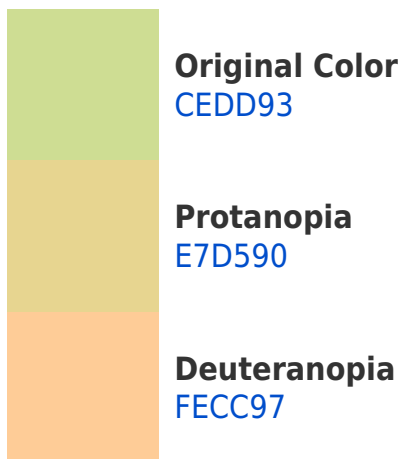 Original Color
CEDD93
Protanopia
E7D590
Deuteranopia
FECC97